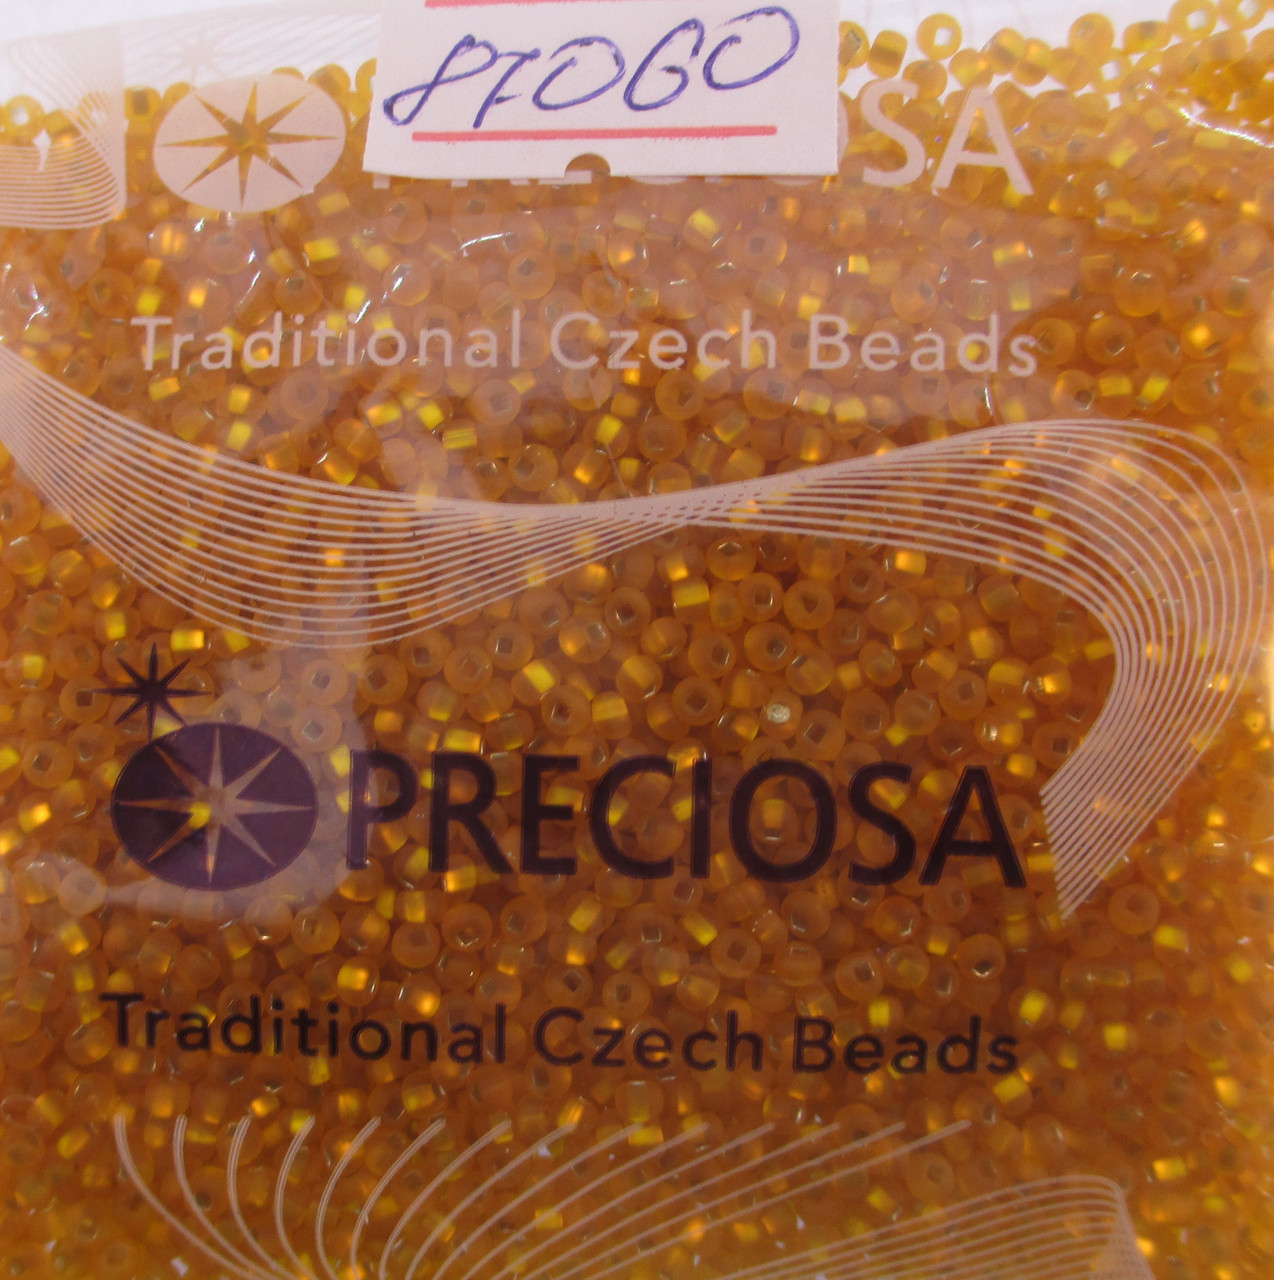 87060
PRECIOSA
Traditional Czech Beads
PRECIOSA
Traditional Czech Beads